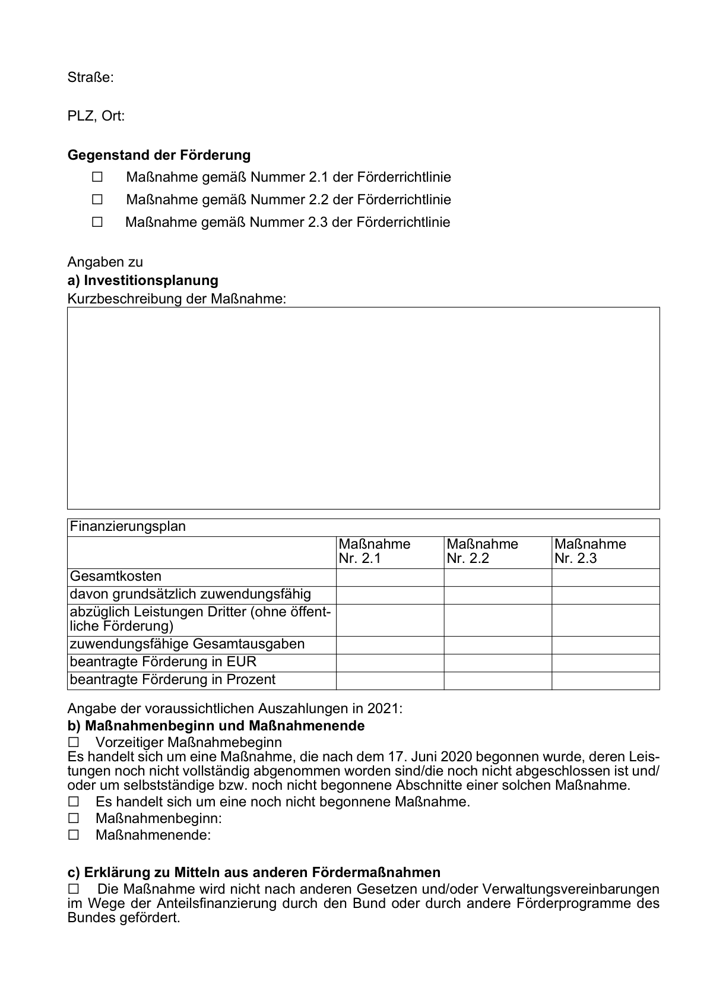 Straße:
PLZ, Ort:
Gegenstand der Förderung
☐ Maßnahme gemäß Nummer 2.1 der Förderrichtlinie
☐ Maßnahme gemäß Nummer 2.2 der Förderrichtlinie
☐ Maßnahme gemäß Nummer 2.3 der Förderrichtlinie
Angaben zu
a) Investitionsplanung
Kurzbeschreibung der Maßnahme:
Finanzierungsplan
Maßnahme Nr. 2.1 Maßnahme Nr. 2.2 Maßnahme Nr. 2.3
Gesamtkosten
davon grundsätzlich zuwendungsfähig
abzüglich Leistungen Dritter (ohne öffent-
liche Förderung)
zuwendungsfähige Gesamtausgaben
beantragte Förderung in EUR
beantragte Förderung in Prozent
Angabe der voraussichtlichen Auszahlungen in 2021:
b) Maßnahmenbeginn und Maßnahmenende
☐ Vorzeitiger Maßnahmebeginn
Es handelt sich um eine Maßnahme, die nach dem 17. Juni 2020 begonnen wurde, deren Leis-
tungen noch nicht vollständig abgenommen worden sind/die noch nicht abgeschlossen ist und/
oder um selbstständige bzw. noch nicht begonnene Abschnitte einer solchen Maßnahme.
☐ Es handelt sich um eine noch nicht begonnene Maßnahme.
☐ Maßnahmenbeginn:
☐ Maßnahmenende:
c) Erklärung zu Mitteln aus anderen Fördermaßnahmen
☐ Die Maßnahme wird nicht nach anderen Gesetzen und/oder Verwaltungsvereinbarungen
im Wege der Anteilsfinanzierung durch den Bund oder durch andere Förderprogramme des
Bundes gefördert.